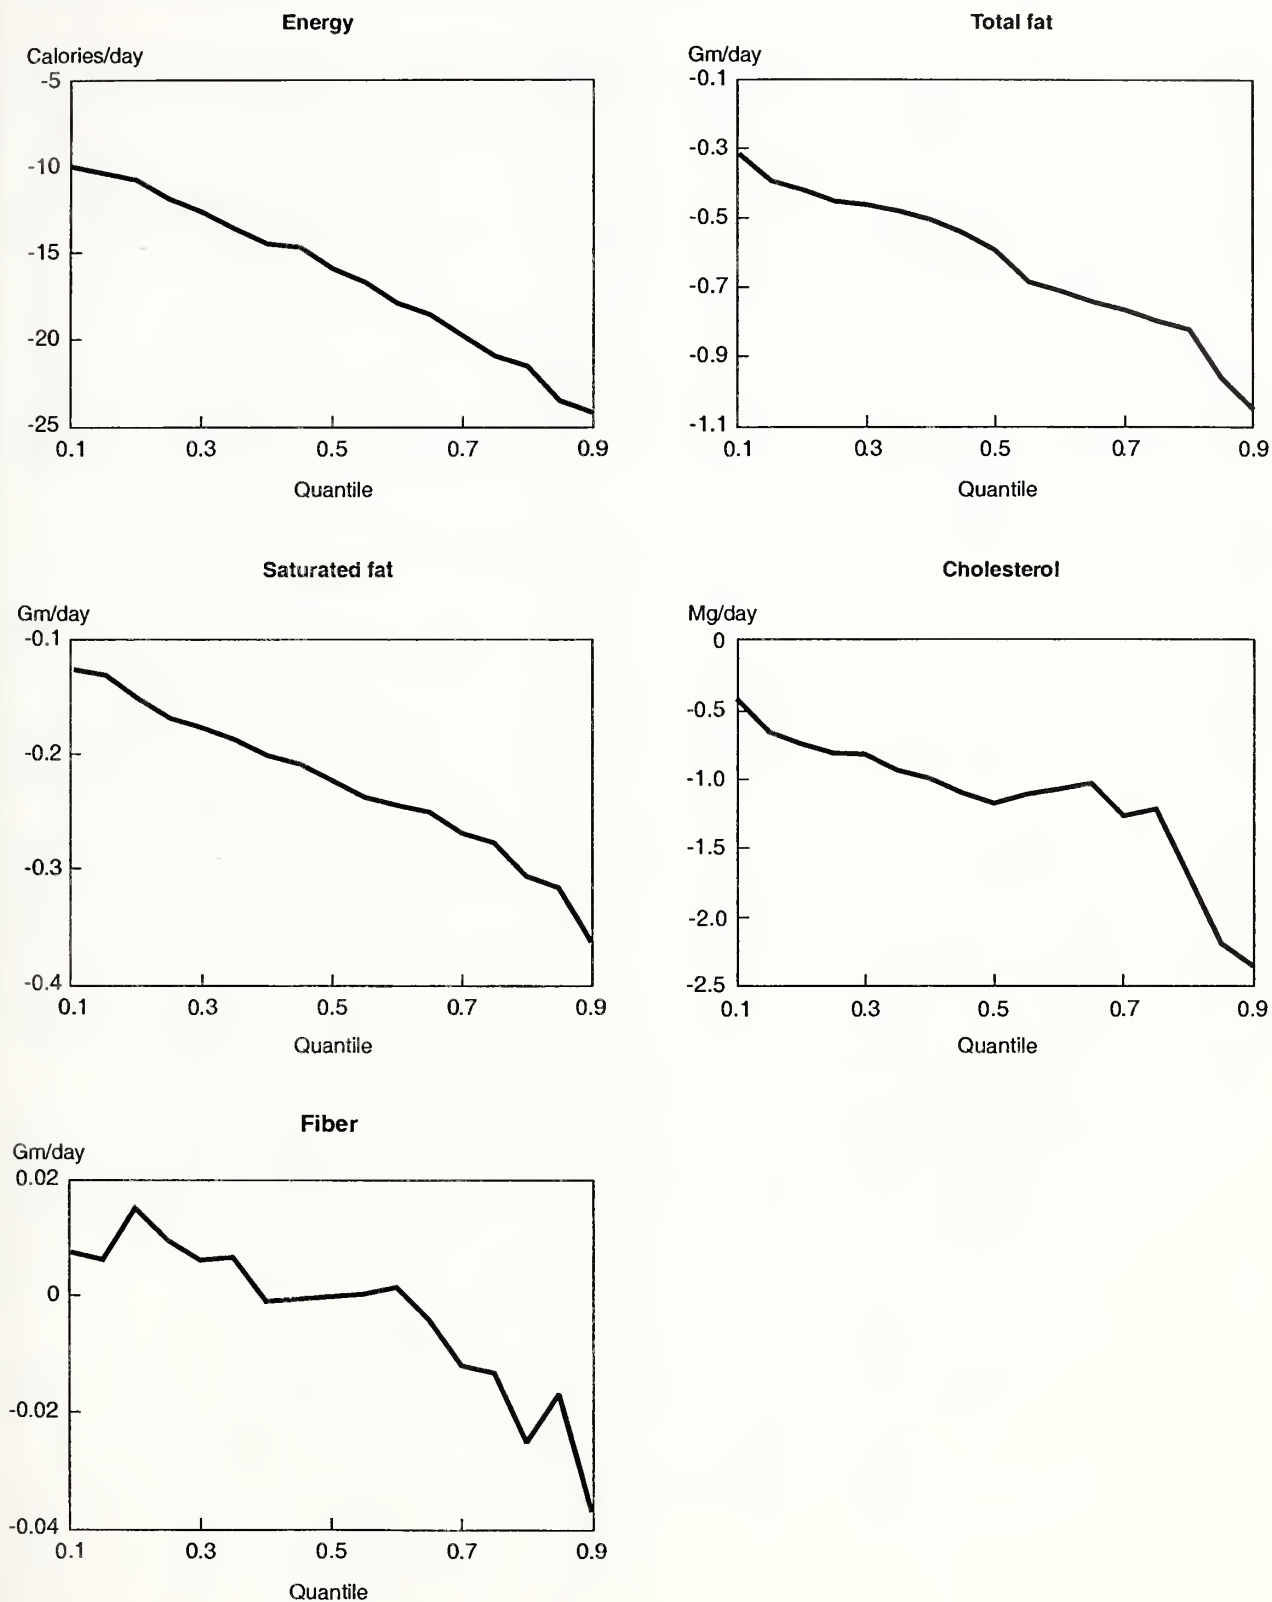 Energy
Calories/day
-5
-10
-15
-20
-25
0.1 0.3 0.5 0.7 0.9
Quantile
Total fat
Gm/day
-0.1
-0.3
-0.5
-0.7
-0.9
-1.1
0.1 0.3 0.5 0.7 0.9
Quantile
Saturated fat
Gm/day
-0.1
-0.2
-0.3
-0.4
0.1 0.3 0.5 0.7 0.9
Quantile
Cholesterol
Mg/day
0
-0.5
-1.0
-1.5
-2.0
-2.5
0.1 0.3 0.5 0.7 0.9
Quantile
Fiber
Gm/day
0.02
0
-0.02
-0.04
0.1 0.3 0.5 0.7 0.9
Quantile